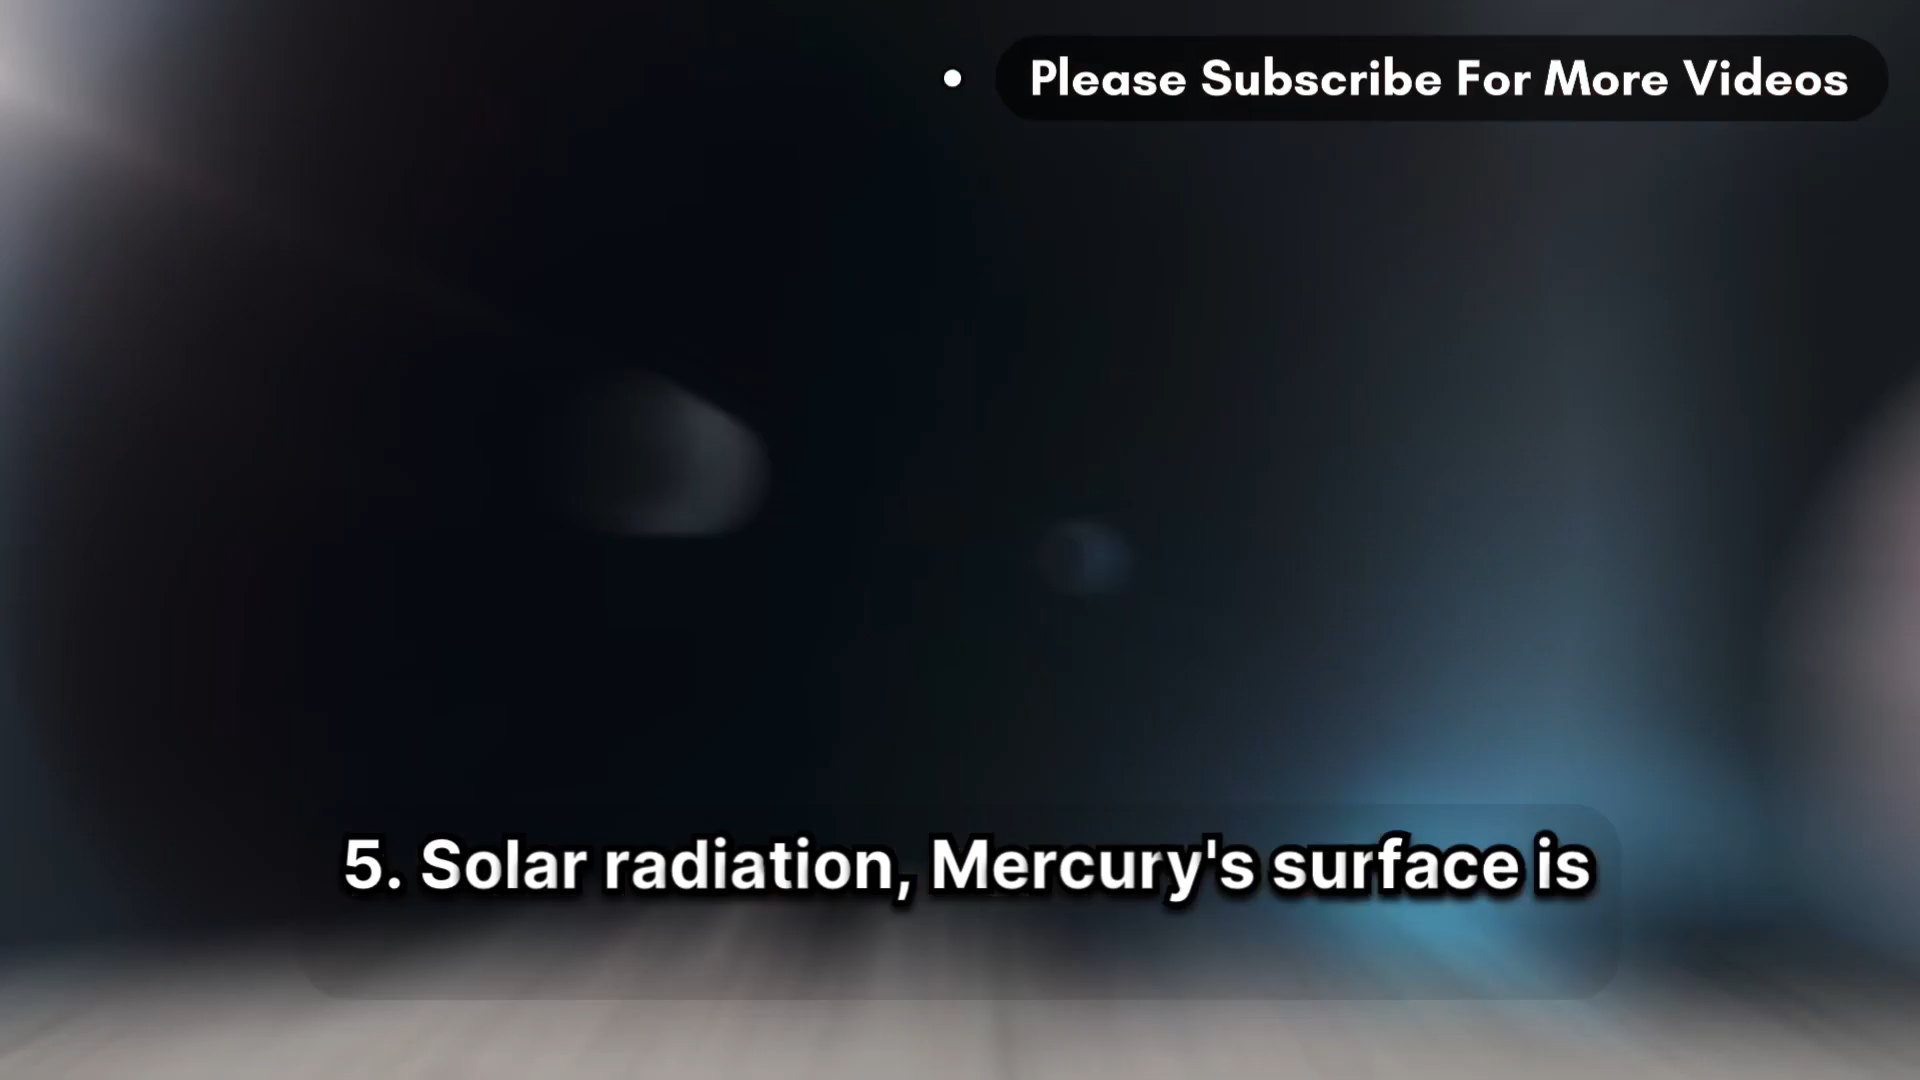 • Please Subscribe For More Videos
5. Solar radiation, Mercury's surface is